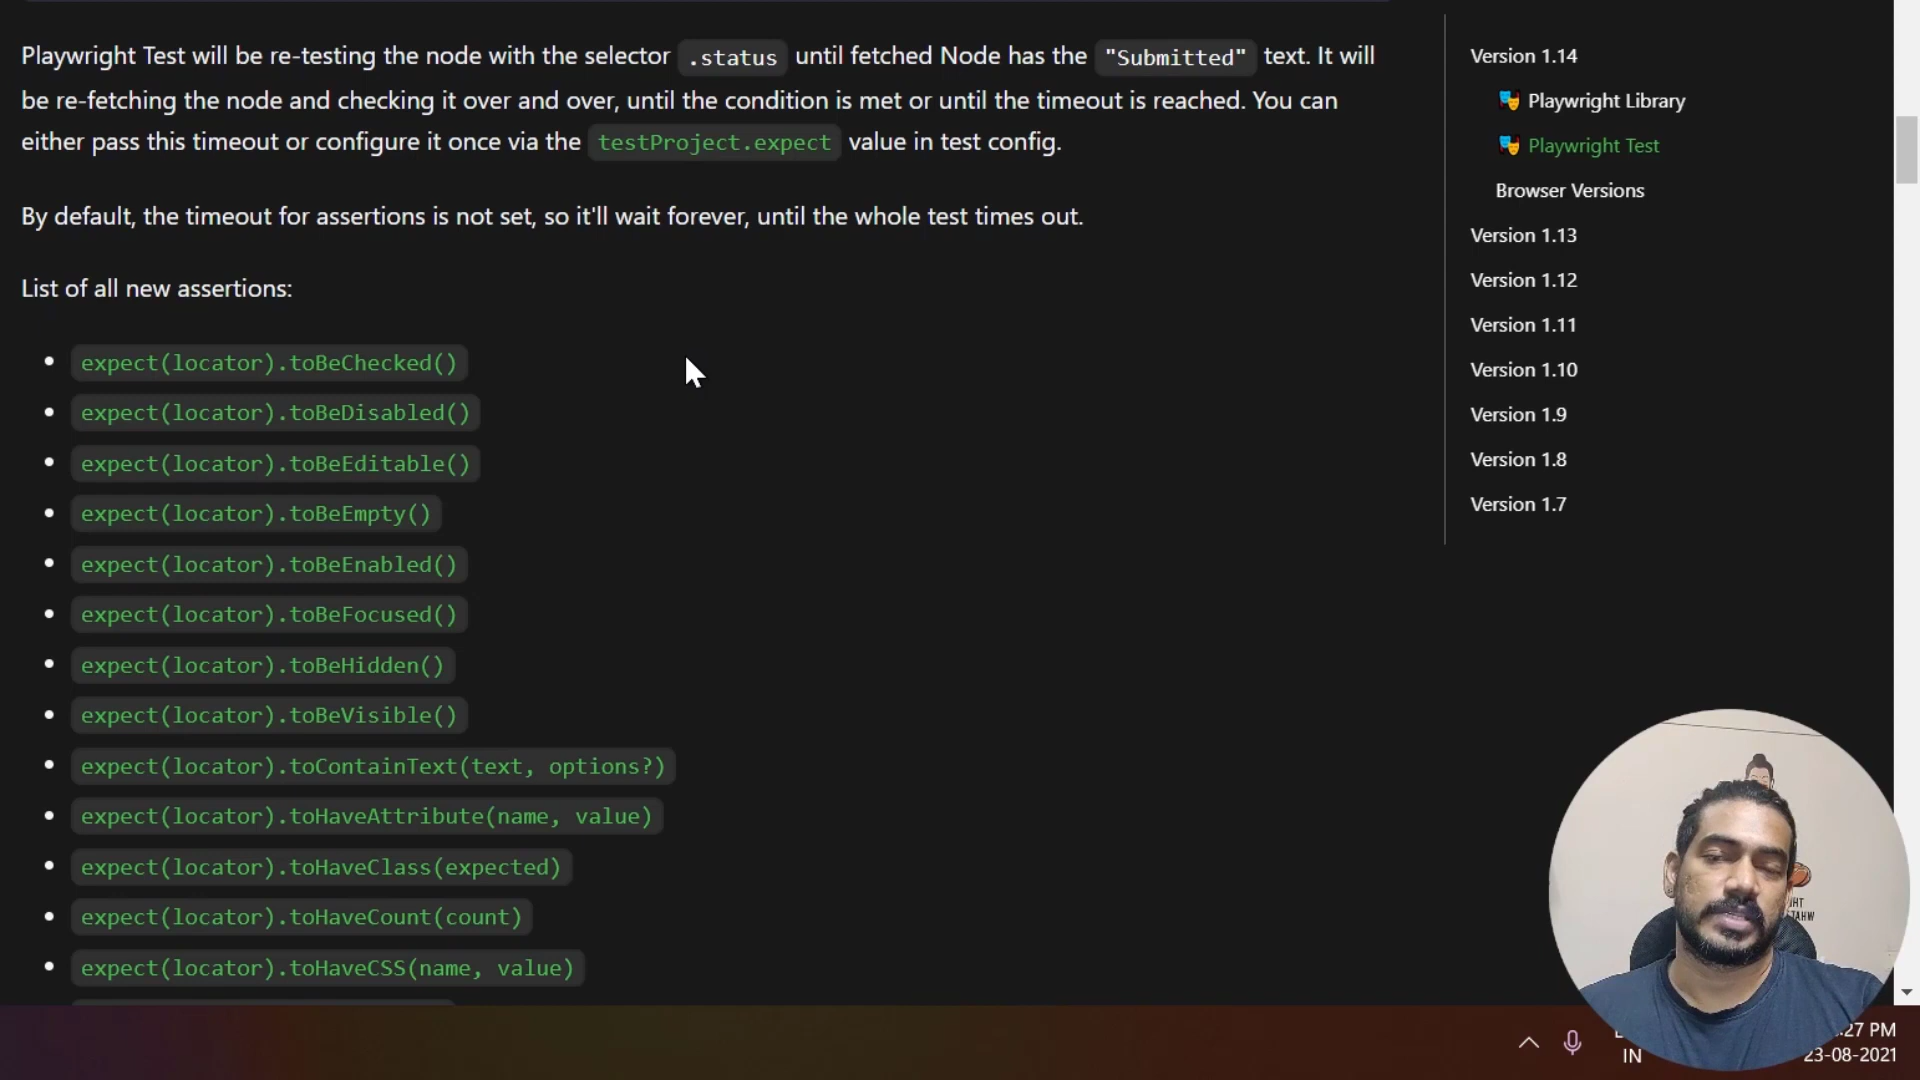 Playwright Test will be re-testing the node with the selector .status until fetched Node has the "Submitted" text. It will
be re-fetching the node and checking it over and over, until the condition is met or until the timeout is reached. You can
either pass this timeout or configure it once via the testProject.expect value in test config.
By default, the timeout for assertions is not set, so it'll wait forever, until the whole test times out.
List of all new assertions:
expect(locator).toBeChecked()
expect(locator).toBeDisabled()
expect(locator).toBeEditable()
expect(locator).toBeEmpty()
expect(locator).toBeEnabled()
expect(locator).toBeFocused()
expect(locator).toBeHidden()
expect(locator).toBeVisible()
expect(locator).toContainText(text, options?)
expect(locator).toHaveAttribute(name, value)
expect(locator).toHaveClass(expected)
expect(locator).toHaveCount(count)
expect(locator).toHaveCSS(name, value)
Version 1.14
Playwright Library
Playwright Test
Browser Versions
Version 1.13
Version 1.12
Version 1.11
Version 1.10
Version 1.9
Version 1.8
Version 1.7
IN
:27 PM
23-08-2021